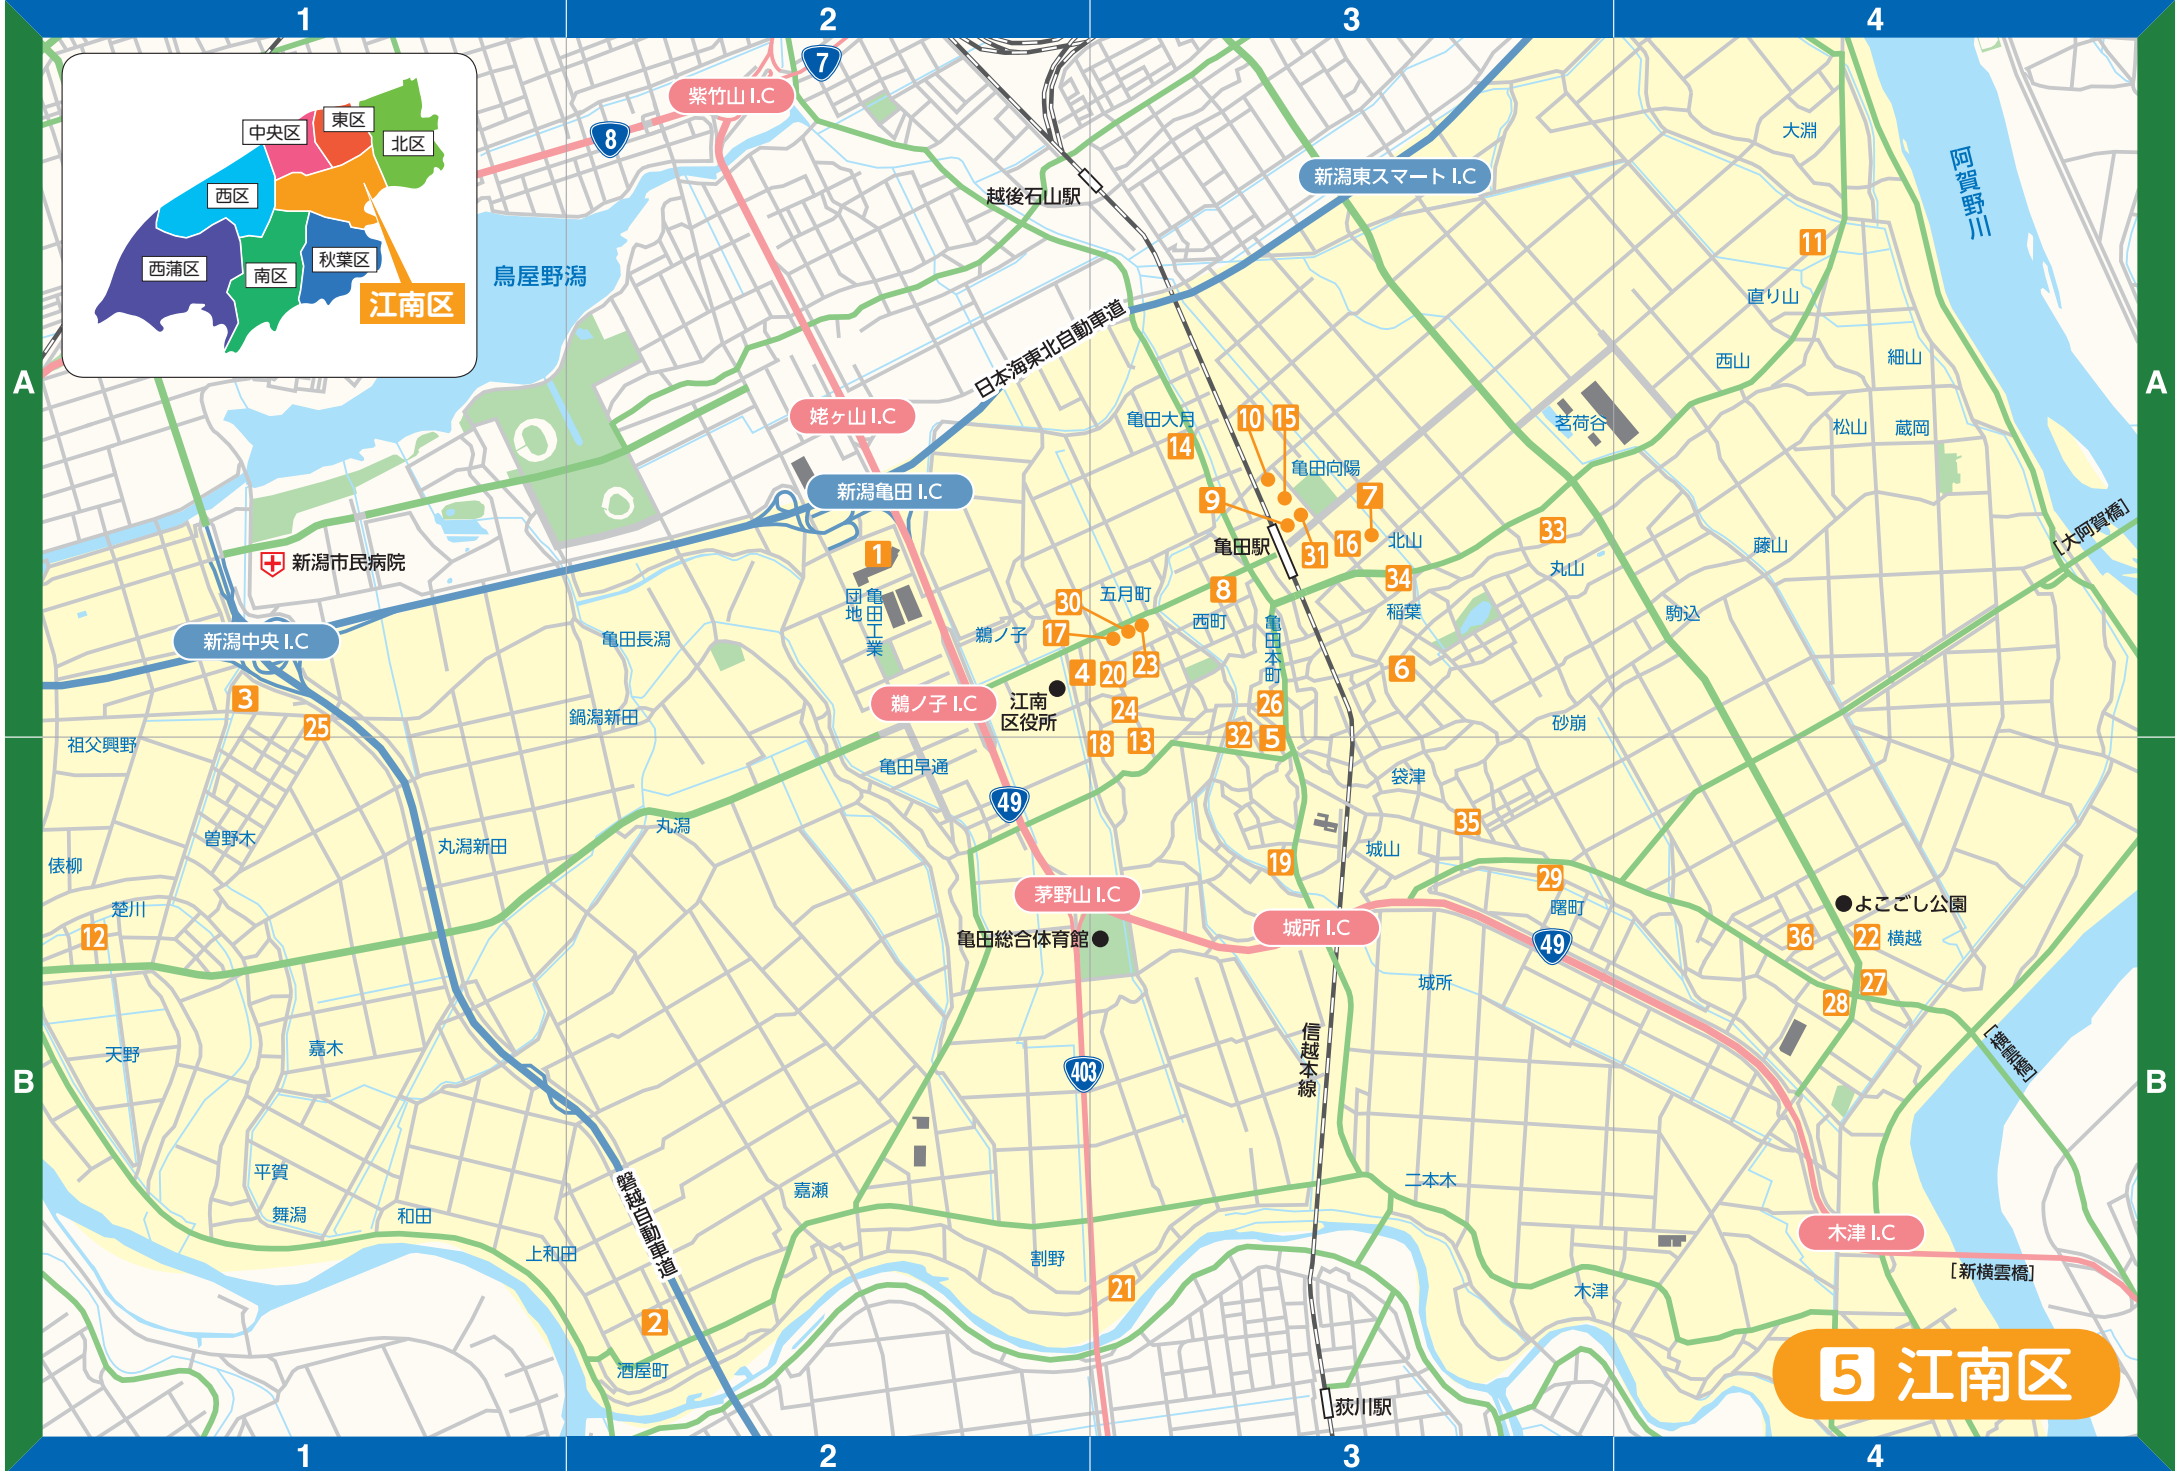 1
2
3
4
A
A
B
B
1
2
3
4
中央区
東区
北区
西区
西蒲区
南区
秋葉区
江南区
7
紫竹山 I.C
8
越後石山駅
新潟東スマート I.C
大淵
阿賀野川
11
鳥屋野潟
直り山
日本海東北自動車道
西山
細山
姥ヶ山 I.C
亀田大月
14
10
15
茗荷谷
松山
蔵岡
亀田向陽
新潟亀田 I.C
9
7
33
[大阿賀橋]
新潟市民病院
1
亀田駅
31
16
北山
藤山
丸山
34
8
五月町
30
17
団地
亀田工業
稲葉
駒込
西町
亀田本町
新潟中央 I.C
亀田長潟
鵜ノ子
4
20
23
6
3
25
鍋潟新田
鵜ノ子 I.C
江南
区役所
24
26
砂崩
18
13
32
5
祖父興野
亀田早通
袋津
49
丸潟
35
曽野木
丸潟新田
俵柳
城山
19
29
楚川
茅野山 I.C
曙町
よこごし公園
12
亀田総合体育館
城所 I.C
49
36
22
横越
27
28
城所
天野
嘉木
403
信越本線
[横雲橋]
平賀
舞潟
和田
磐越自動車道
嘉瀬
二本木
上和田
割野
木津 I.C
[新横雲橋]
21
木津
2
酒屋町
荻川駅
5 江南区